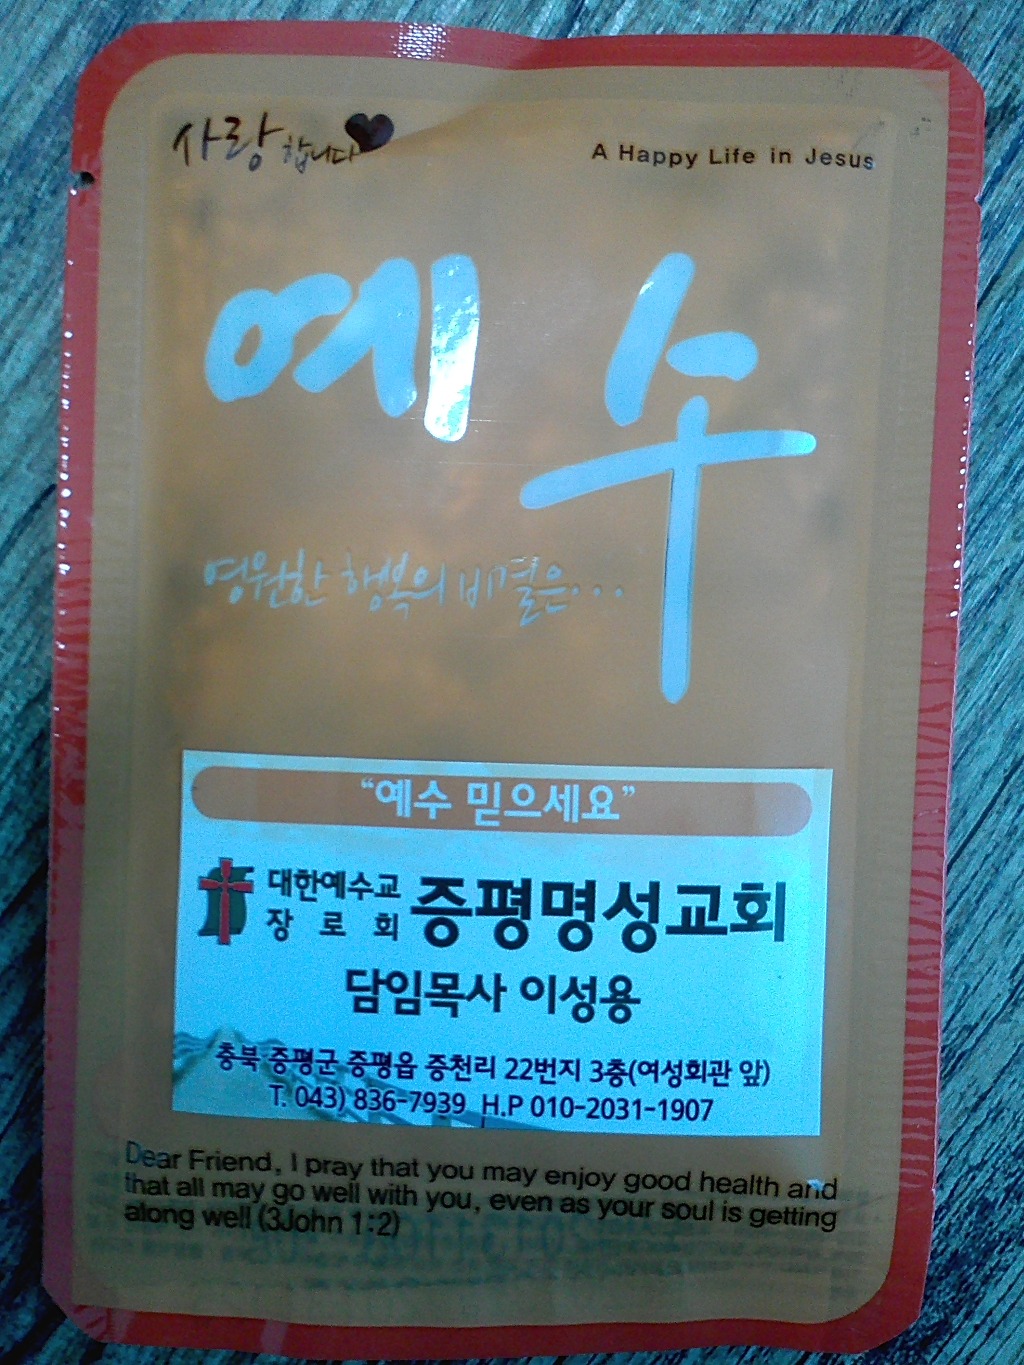 사랑합니다
A Happy Life in Jesus
예수
영원한 행복의 비결은...
“예수 믿으세요”
대한예수교
장로회
증평명성교회
담임목사 이성용
충북 증평군 증평읍 증천리 22번지 3층(여성회관 앞)
T. 043) 836-7939 H.P 010-2031-1907
Dear Friend, I pray that you may enjoy good health and
that all may go well with you, even as your soul is getting
along well (3John 1:2)